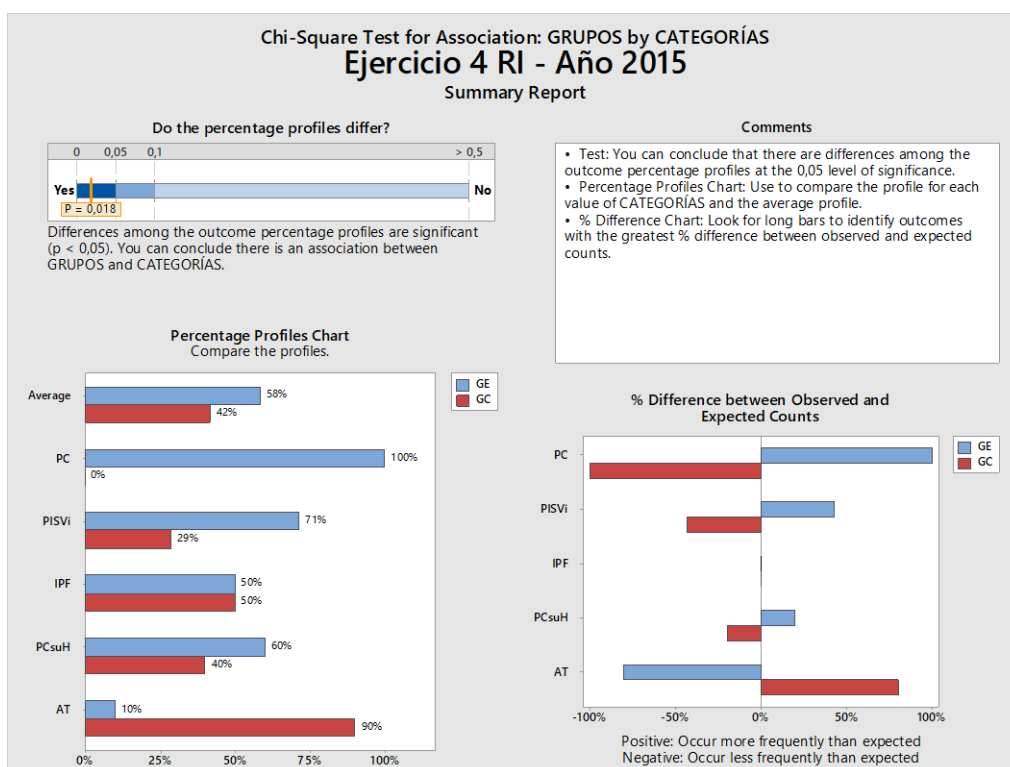 Chi-Square Test for Association: GRUPOS by CATEGORÍAS
Ejercicio 4 RI - Año 2015
Summary Report
Do the percentage profiles differ?
0 0,05 0,1 > 0,5
Yes No
P = 0,018
Differences among the outcome percentage profiles are significant
(p < 0,05). You can conclude there is an association between
GRUPOS and CATEGORÍAS.
Comments
• Test: You can conclude that there are differences among the
outcome percentage profiles at the 0,05 level of significance.
• Percentage Profiles Chart: Use to compare the profile for each
value of CATEGORÍAS and the average profile.
• % Difference Chart: Look for long bars to identify outcomes
with the greatest % difference between observed and expected
counts.
Percentage Profiles Chart
Compare the profiles.
GE
GC
Average 58%
42%
PC 100%
0%
PISVi 71%
29%
IPF 50%
50%
PCsuH 60%
40%
AT 10%
90%
0% 25% 50% 75% 100%
% Difference between Observed and
Expected Counts
GE
GC
PC
PISVi
IPF
PCsuH
AT
-100% -50% 0% 50% 100%
Positive: Occur more frequently than expected
Negative: Occur less frequently than expected